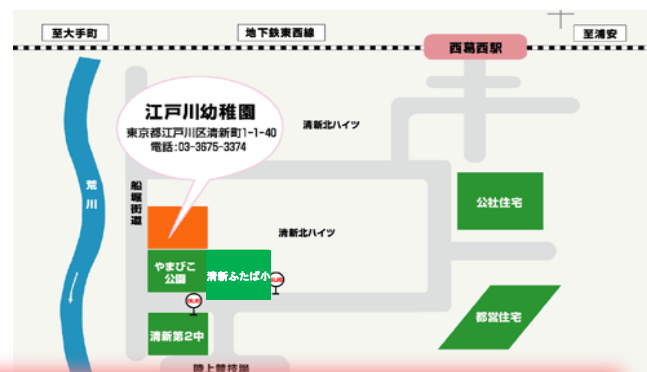 至大手町
地下鉄東西線
西葛西駅
至浦安
江戸川幼稚園
東京都江戸川区清新町1-1-40
電話:03-3675-3374
清新北ハイツ
荒川
船堀街道
公社住宅
清新北ハイツ
やまびこ
公園
清新ふたば小
BUS
BUS
都営住宅
清新第2中
陸上競技場